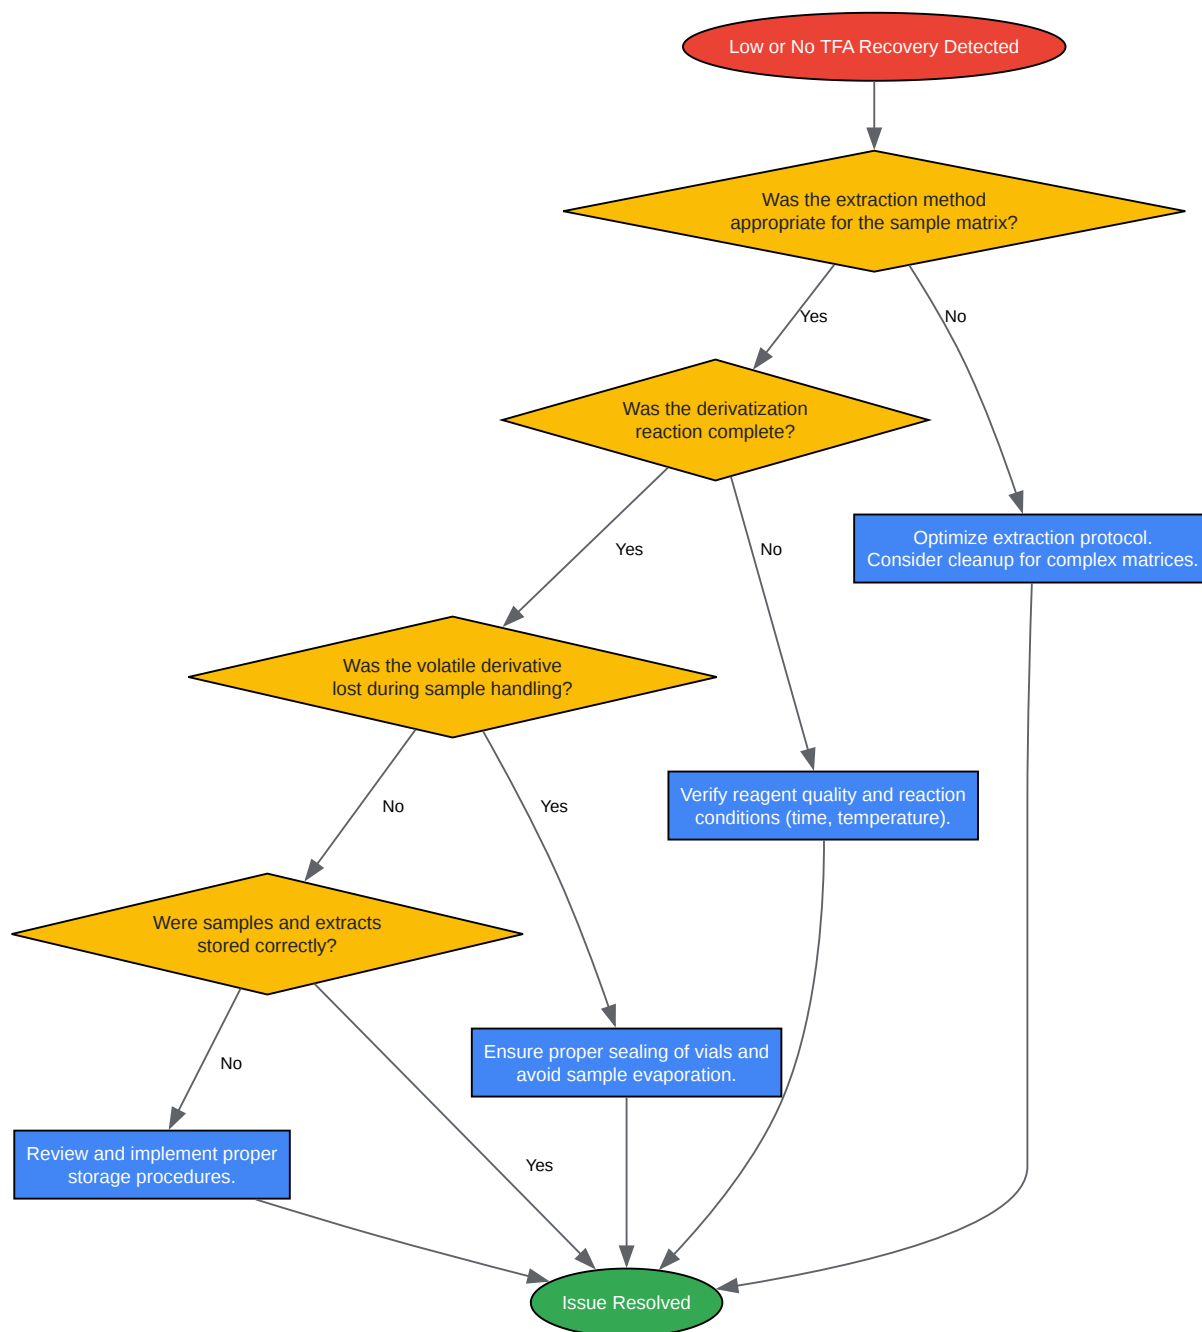 Low or No TFA Recovery Detected
Was the extraction method
appropriate for the sample matrix?
Yes
No
Was the derivatization
reaction complete?
Optimize extraction protocol.
Consider cleanup for complex matrices.
Yes
No
Was the volatile derivative
lost during sample handling?
Verify reagent quality and reaction
conditions (time, temperature).
No
Yes
Were samples and extracts
stored correctly?
Ensure proper sealing of vials and
avoid sample evaporation.
No
Yes
Review and implement proper
storage procedures.
Issue Resolved